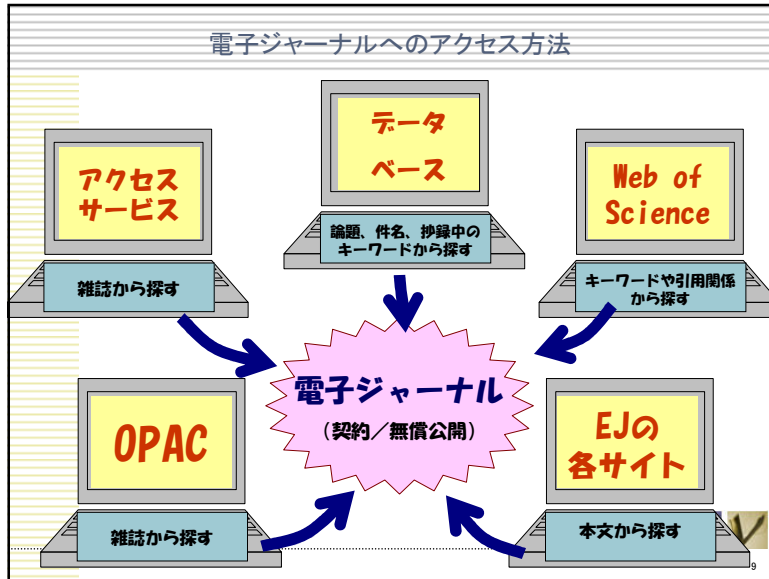 電子ジャーナルへのアクセス方法
データ
ベース
論題、件名、抄録中の
キーワードから探す
アクセス
サービス
雑誌から探す
Web of
Science
キーワードや引用関係
から探す
電子ジャーナル
（契約／無償公開）
OPAC
雑誌から探す
EJの
各サイト
本文から探す
9